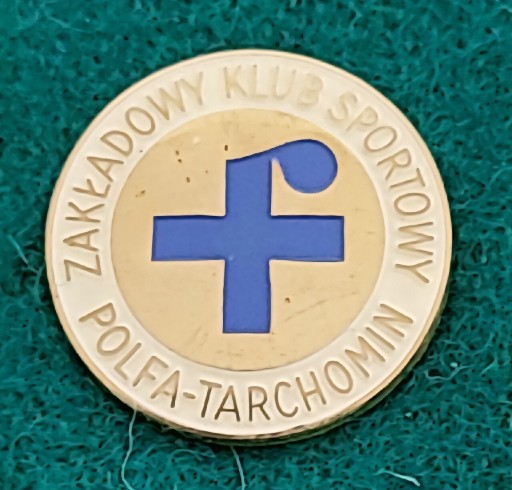 ZAKŁADOWY KLUB SPORTOWY
POLFA-TARCHOMIN